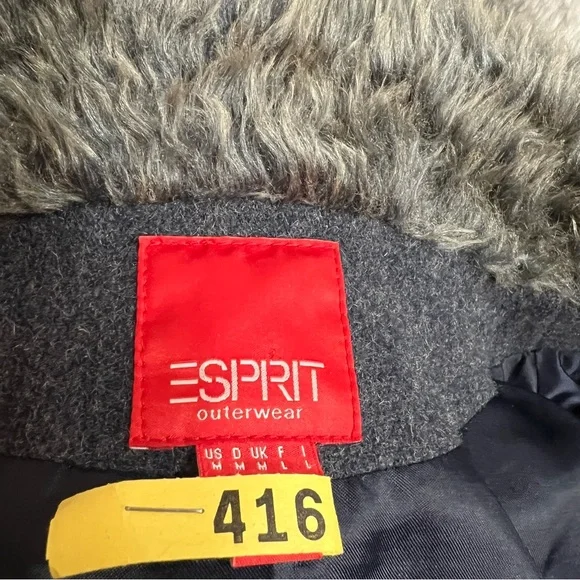 ESPRIT
outerwear
US D UK F I
M M M L L
416